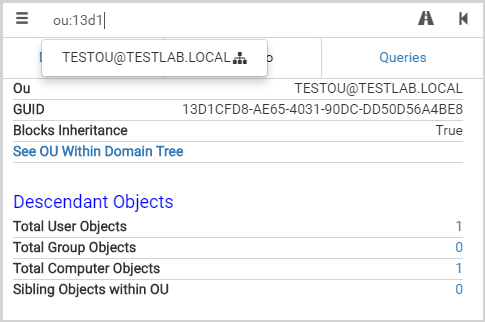 ou:13d1
TESTOU@TESTLAB.LOCAL
Queries
Ou TESTOU@TESTLAB.LOCAL
GUID 13D1CFD8-AE65-4031-90DC-DD50D56A4BE8
Blocks Inheritance True
See OU Within Domain Tree
Descendant Objects
Total User Objects 1
Total Group Objects 0
Total Computer Objects 1
Sibling Objects within OU 0